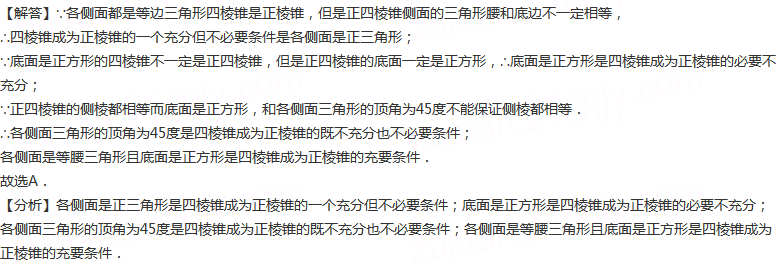 【解答】∵各侧面都是等边三角形四棱锥是正棱锥，但是正四棱锥侧面的三角形腰和底边不一定相等，
∴四棱锥成为正棱锥的一个充分但不必要条件是各侧面是正三角形；
∵底面是正方形的四棱锥不一定是正四棱锥，但是正四棱锥的底面一定是正方形，∴底面是正方形是四棱锥成为正棱锥的必要不
充分；
∵正四棱锥的侧棱都相等而底面是正方形，和各侧面三角形的顶角为45度不能保证侧棱都相等．
∴各侧面三角形的顶角为45度是四棱锥成为正棱锥的既不充分也不必要条件；
各侧面是等腰三角形且底面是正方形是四棱锥成为正棱锥的充要条件．
故选A．
【分析】各侧面是正三角形是四棱锥成为正棱锥的一个充分但不必要条件；底面是正方形是四棱锥成为正棱锥的必要不充分；
各侧面三角形的顶角为45度是四棱锥成为正棱锥的既不充分也不必要条件；各侧面是等腰三角形且底面是正方形是四棱锥成为
正棱锥的充要条件．